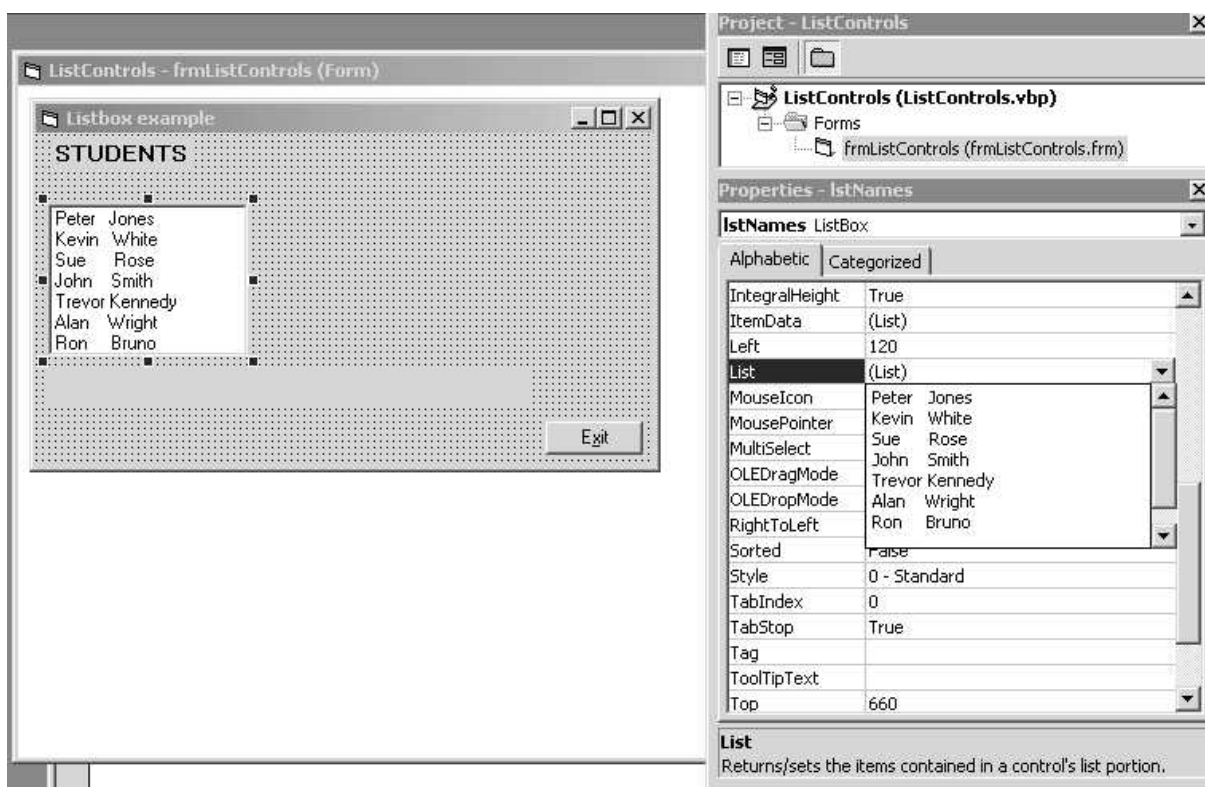 ListControls - frmListControls (Form)
Listbox example
STUDENTS
Peter Jones
Kevin White
Sue Rose
John Smith
Trevor Kennedy
Alan Wright
Ron Bruno
Exit
Project - ListControls
ListControls (ListControls.vbp)
Forms
frmListControls (frmListControls.frm)
Properties - lstNames
lstNames ListBox
Alphabetic Categorized
IntegralHeight True
ItemData (List)
Left 120
List (List)
MouseIcon
MousePointer
MultiSelect
OLEDragMode
OLEDropMode
RightToLeft
Peter Jones
Kevin White
Sue Rose
John Smith
Trevor Kennedy
Alan Wright
Ron Bruno
Sorted False
Style 0 - Standard
TabIndex 0
TabStop True
Tag
ToolTipText
Top 660
List
Returns/sets the items contained in a control's list portion.